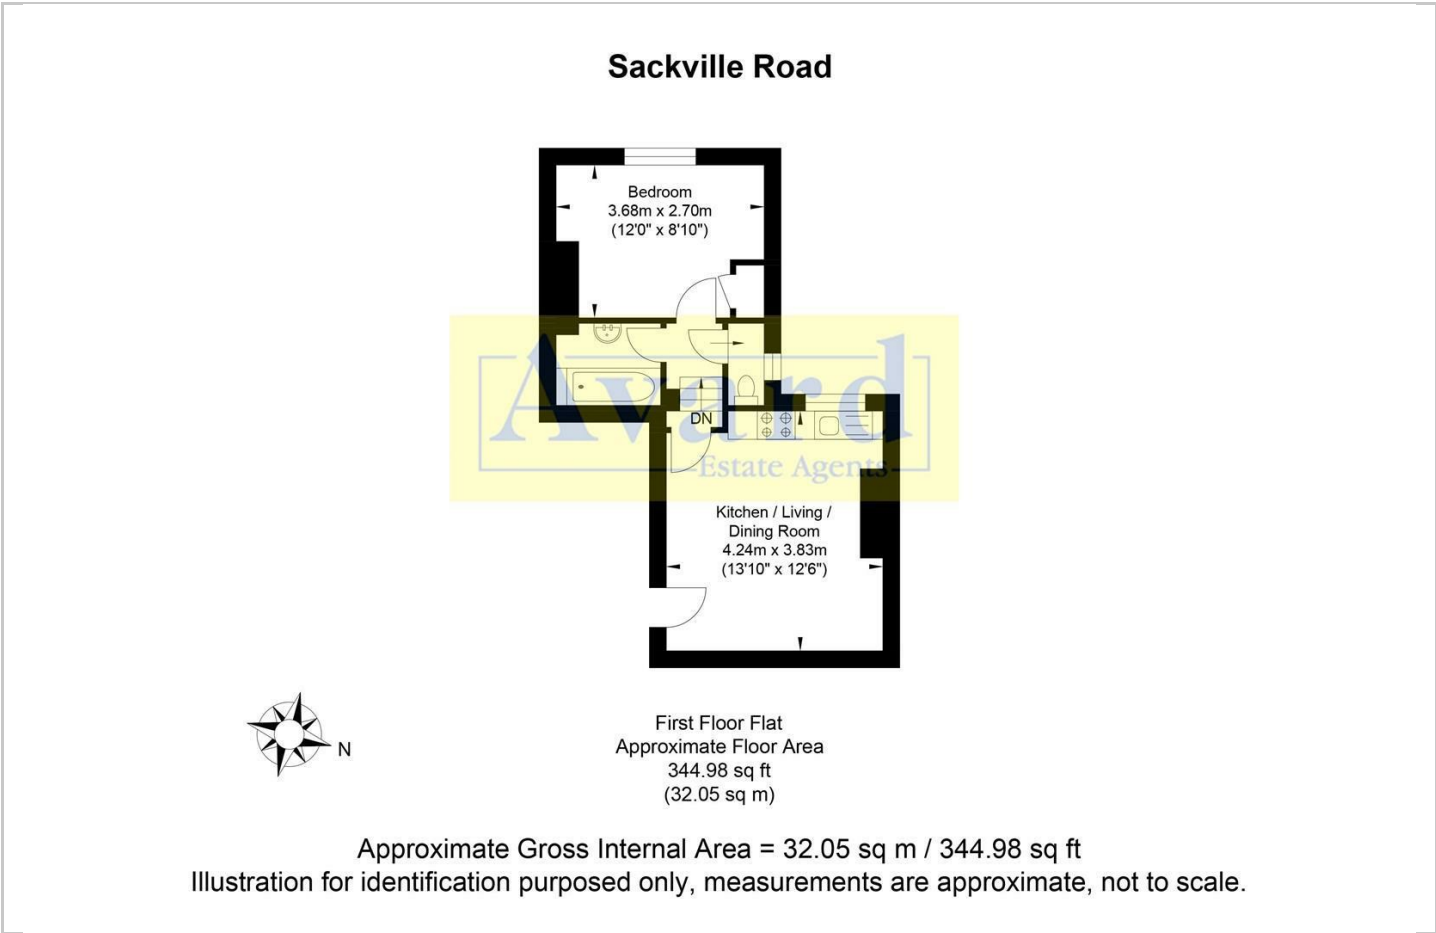 Sackville Road
Bedroom
3.68m x 2.70m
(12'0" x 8'10")
Avard
DN
Estate Agents
Kitchen / Living /
Dining Room
4.24m x 3.83m
(13'10" x 12'6")
N
First Floor Flat
Approximate Floor Area
344.98 sq ft
(32.05 sq m)
Approximate Gross Internal Area = 32.05 sq m / 344.98 sq ft
Illustration for identification purposed only, measurements are approximate, not to scale.